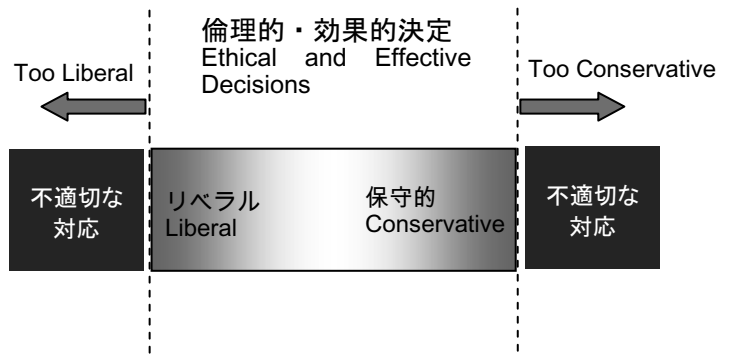 倫理的・効果的決定
Ethical and Effective
Decisions
Too Liberal
Too Conservative
不適切な
対応
リベラル
Liberal
保守的
Conservative
不適切な
対応